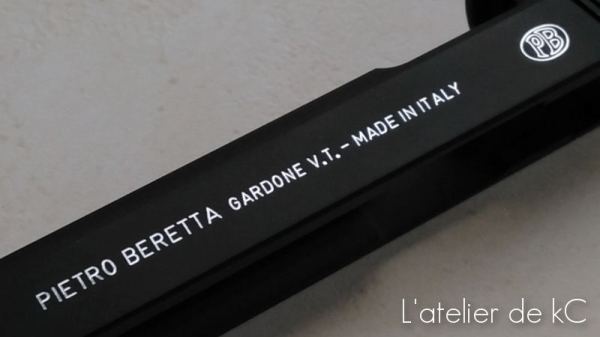 PB
PIETRO BERETTA GARDONE V.T. - MADE IN ITALY
L'atelier de kC